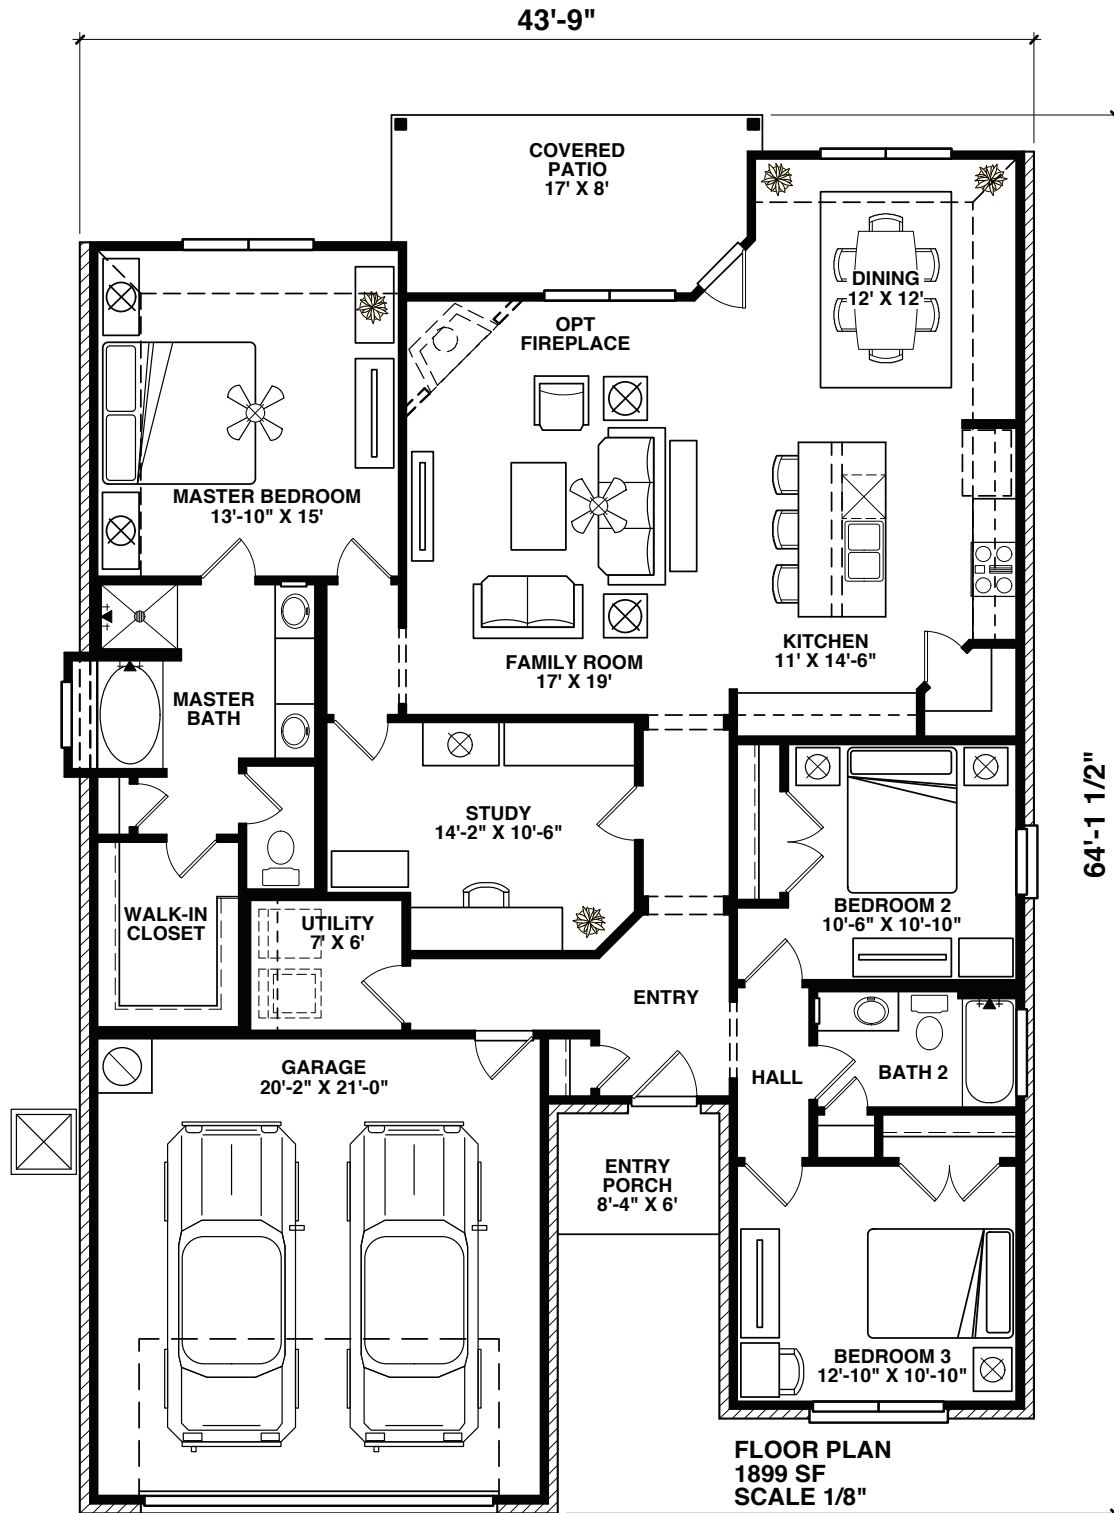 43'-9"
COVERED
PATIO
17' X 8'
DINING
12' X 12'
OPT
FIREPLACE
MASTER BEDROOM
13'-10" X 15'
KITCHEN
11' X 14'-6"
FAMILY ROOM
17' X 19'
MASTER
BATH
64'-1 1/2"
STUDY
14'-2" X 10'-6"
BEDROOM 2
10'-6" X 10'-10"
WALK-IN
CLOSET
UTILiTY
7' X 6'
ENTRY
GARAGE
20'-2" X 21'-0"
HALL
BATH 2
ENTRY
PORCH
8'-4" X 6'
BEDROOM 3
12'-10" X 10'-10"
FLOOR PLAN
1899 SF
SCALE 1/8"